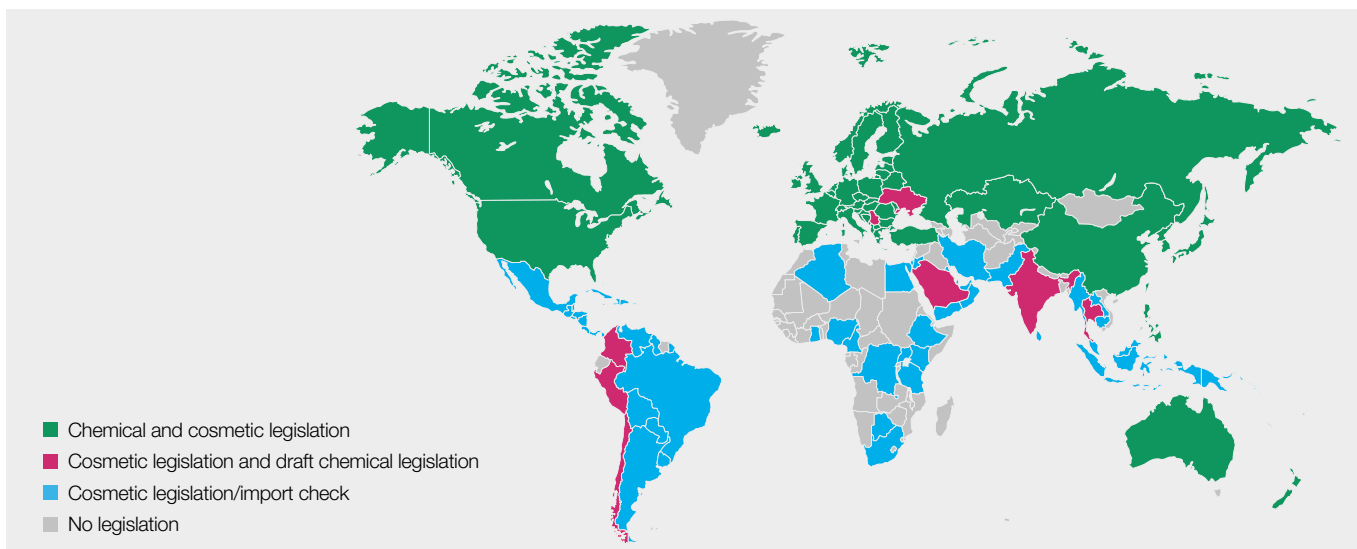 Chemical and cosmetic legislation
Cosmetic legislation and draft chemical legislation
Cosmetic legislation/import check
No legislation